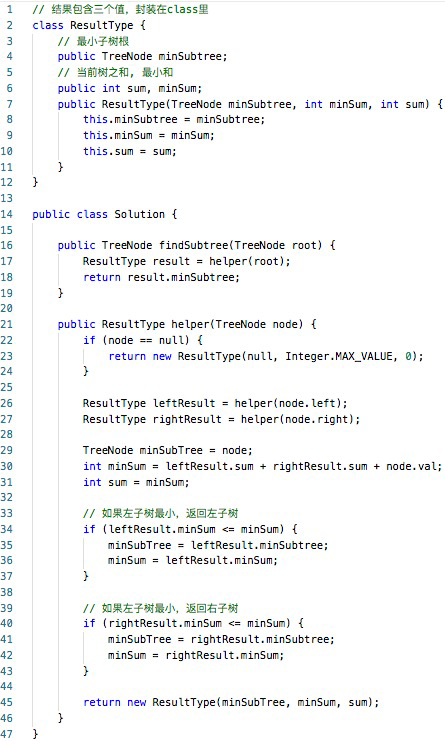 1 // 结果包含三个值，封装在class里
2 class ResultType {
3 // 最小子树根
4 public TreeNode minSubtree;
5 // 当前树之和, 最小和
6 public int sum, minSum;
7 public ResultType(TreeNode minSubtree, int minSum, int sum) {
8 this.minSubtree = minSubtree;
9 this.minSum = minSum;
10 this.sum = sum;
11 }
12 }
13
14 public class Solution {
15
16 public TreeNode findSubtree(TreeNode root) {
17 ResultType result = helper(root);
18 return result.minSubtree;
19 }
20
21 public ResultType helper(TreeNode node) {
22 if (node == null) {
23 return new ResultType(null, Integer.MAX_VALUE, 0);
24 }
25
26 ResultType leftResult = helper(node.left);
27 ResultType rightResult = helper(node.right);
28
29 TreeNode minSubTree = node;
30 int minSum = leftResult.sum + rightResult.sum + node.val;
31 int sum = minSum;
32
33 // 如果左子树最小，返回左子树
34 if (leftResult.minSum <= minSum) {
35 minSubTree = leftResult.minSubtree;
36 minSum = leftResult.minSum;
37 }
38
39 // 如果左子树最小，返回右子树
40 if (rightResult.minSum <= minSum) {
41 minSubTree = rightResult.minSubtree;
42 minSum = rightResult.minSum;
43 }
44
45 return new ResultType(minSubTree, minSum, sum);
46 }
47 }